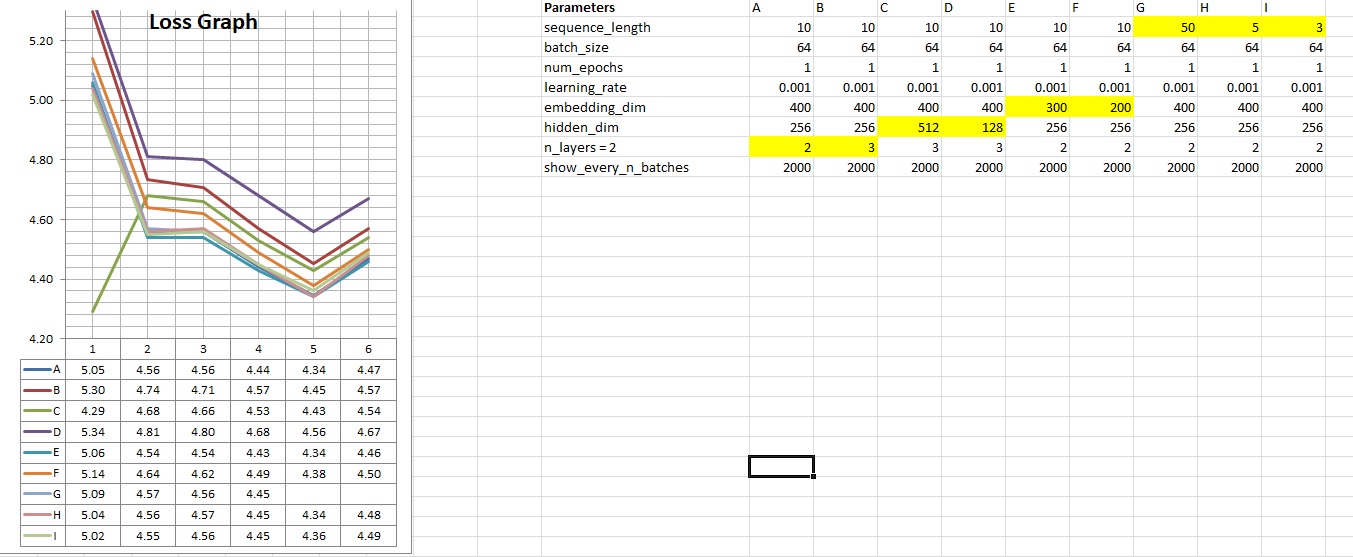 Loss Graph
5.20
5.00
4.80
4.60
4.40
4.20
1 2 3 4 5 6
A 5.05 4.56 4.56 4.44 4.34 4.47
B 5.30 4.74 4.71 4.57 4.45 4.57
C 4.29 4.68 4.66 4.53 4.43 4.54
D 5.34 4.81 4.80 4.68 4.56 4.67
E 5.06 4.54 4.54 4.43 4.34 4.46
F 5.14 4.64 4.62 4.49 4.38 4.50
G 5.09 4.57 4.56 4.45
H 5.04 4.56 4.57 4.45 4.34 4.48
I 5.02 4.55 4.56 4.45 4.36 4.49
Parameters A B C D E F G H I
sequence_length 10 10 10 10 10 10 50 5 3
batch_size 64 64 64 64 64 64 64 64 64
num_epochs 1 1 1 1 1 1 1 1 1
learning_rate 0.001 0.001 0.001 0.001 0.001 0.001 0.001 0.001 0.001
embedding_dim 400 400 400 400 300 200 400 400 400
hidden_dim 256 256 512 128 256 256 256 256 256
n_layers = 2 2 3 3 3 2 2 2 2 2
show_every_n_batches 2000 2000 2000 2000 2000 2000 2000 2000 2000